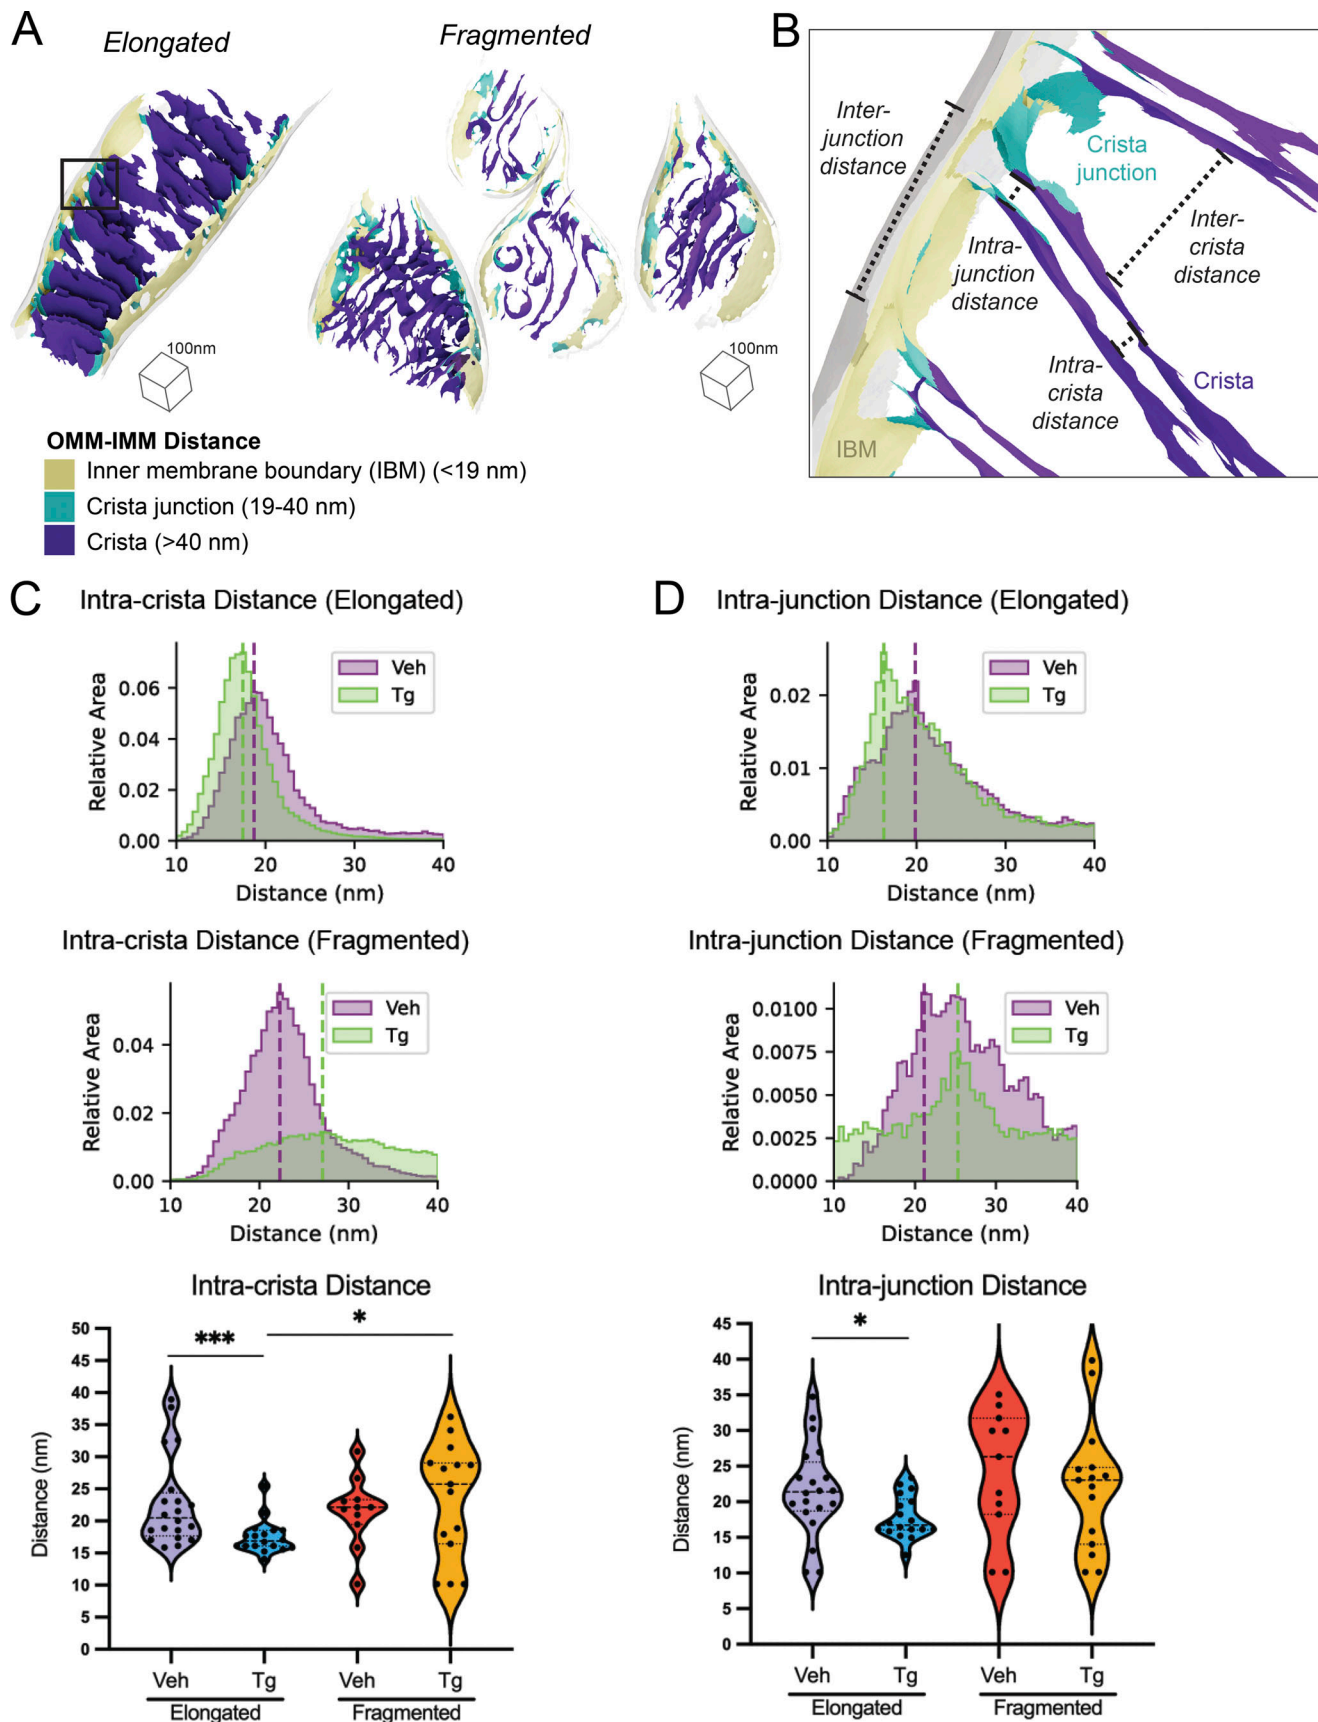 A
Elongated
Fragmented
100nm
100nm
OMM-IMM Distance
Inner membrane boundary (IBM) (<19 nm)
Crista junction (19-40 nm)
Crista (>40 nm)
B
Inter-
junction
distance
Crista
junction
Intra-
junction
distance
Inter-
crista
distance
Intra-
crista
distance
Crista
IBM
C
Intra-crista Distance (Elongated)
Relative Area
0.06
0.04
0.02
0.00
Veh
Tg
10 20 30 40
Distance (nm)
Intra-crista Distance (Fragmented)
Relative Area
0.04
0.02
0.00
Veh
Tg
10 20 30 40
Distance (nm)
Intra-crista Distance
Distance (nm)
50
45
40
35
30
25
20
15
10
5
0
***
*
Veh Tg Veh Tg
Elongated Fragmented
D
Intra-junction Distance (Elongated)
Relative Area
0.02
0.01
0.00
Veh
Tg
10 20 30 40
Distance (nm)
Intra-junction Distance (Fragmented)
Relative Area
0.0100
0.0075
0.0050
0.0025
0.0000
Veh
Tg
10 20 30 40
Distance (nm)
Intra-junction Distance
Distance (nm)
45
40
35
30
25
20
15
10
5
0
*
Veh Tg Veh Tg
Elongated Fragmented